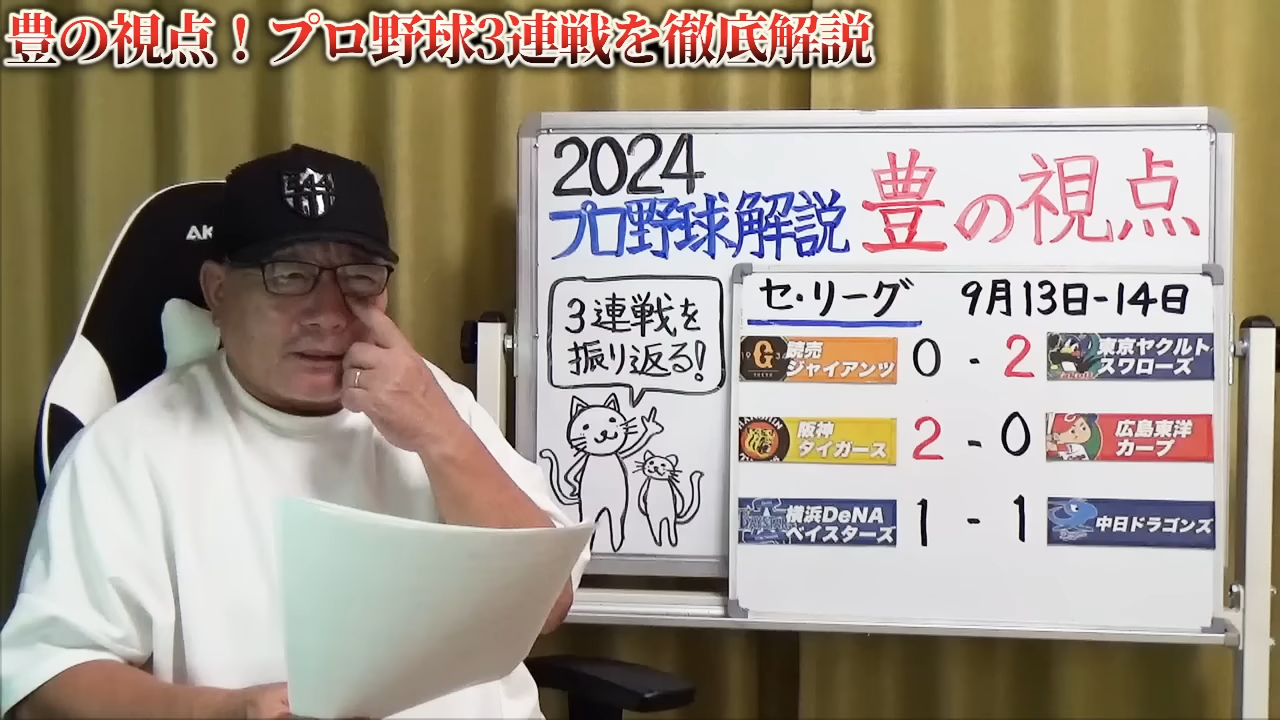 豊の視点！プロ野球3連戦を徹底解説
2024
プロ野球解説 豊の視点
3連戦を
振り返る！
セ・リーグ 9月13日-14日
読売
ジャイアンツ
0 - 2
東京ヤクルト
スワローズ
阪神
タイガース
2 - 0
広島東洋
カープ
横浜DeNA
ベイスターズ
1 - 1
中日ドラゴンズ
AK
44
G